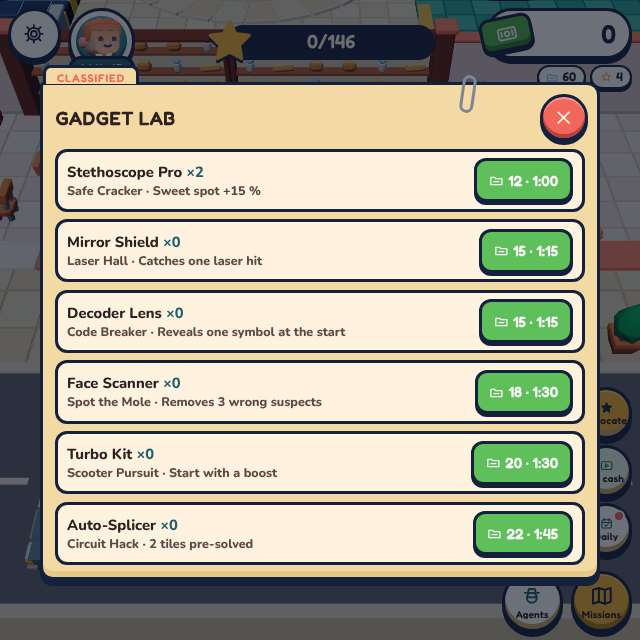 0/146
0
60
4
CLASSIFIED
GADGET LAB
Stethoscope Pro ×2
Safe Cracker · Sweet spot +15 %
12 · 1:00
Mirror Shield ×0
Laser Hall · Catches one laser hit
15 · 1:15
Decoder Lens ×0
Code Breaker · Reveals one symbol at the start
15 · 1:15
Face Scanner ×0
Spot the Mole · Removes 3 wrong suspects
18 · 1:30
Turbo Kit ×0
Scooter Pursuit · Start with a boost
20 · 1:30
Auto-Splicer ×0
Circuit Hack · 2 tiles pre-solved
22 · 1:45
cash
Agents
Missions